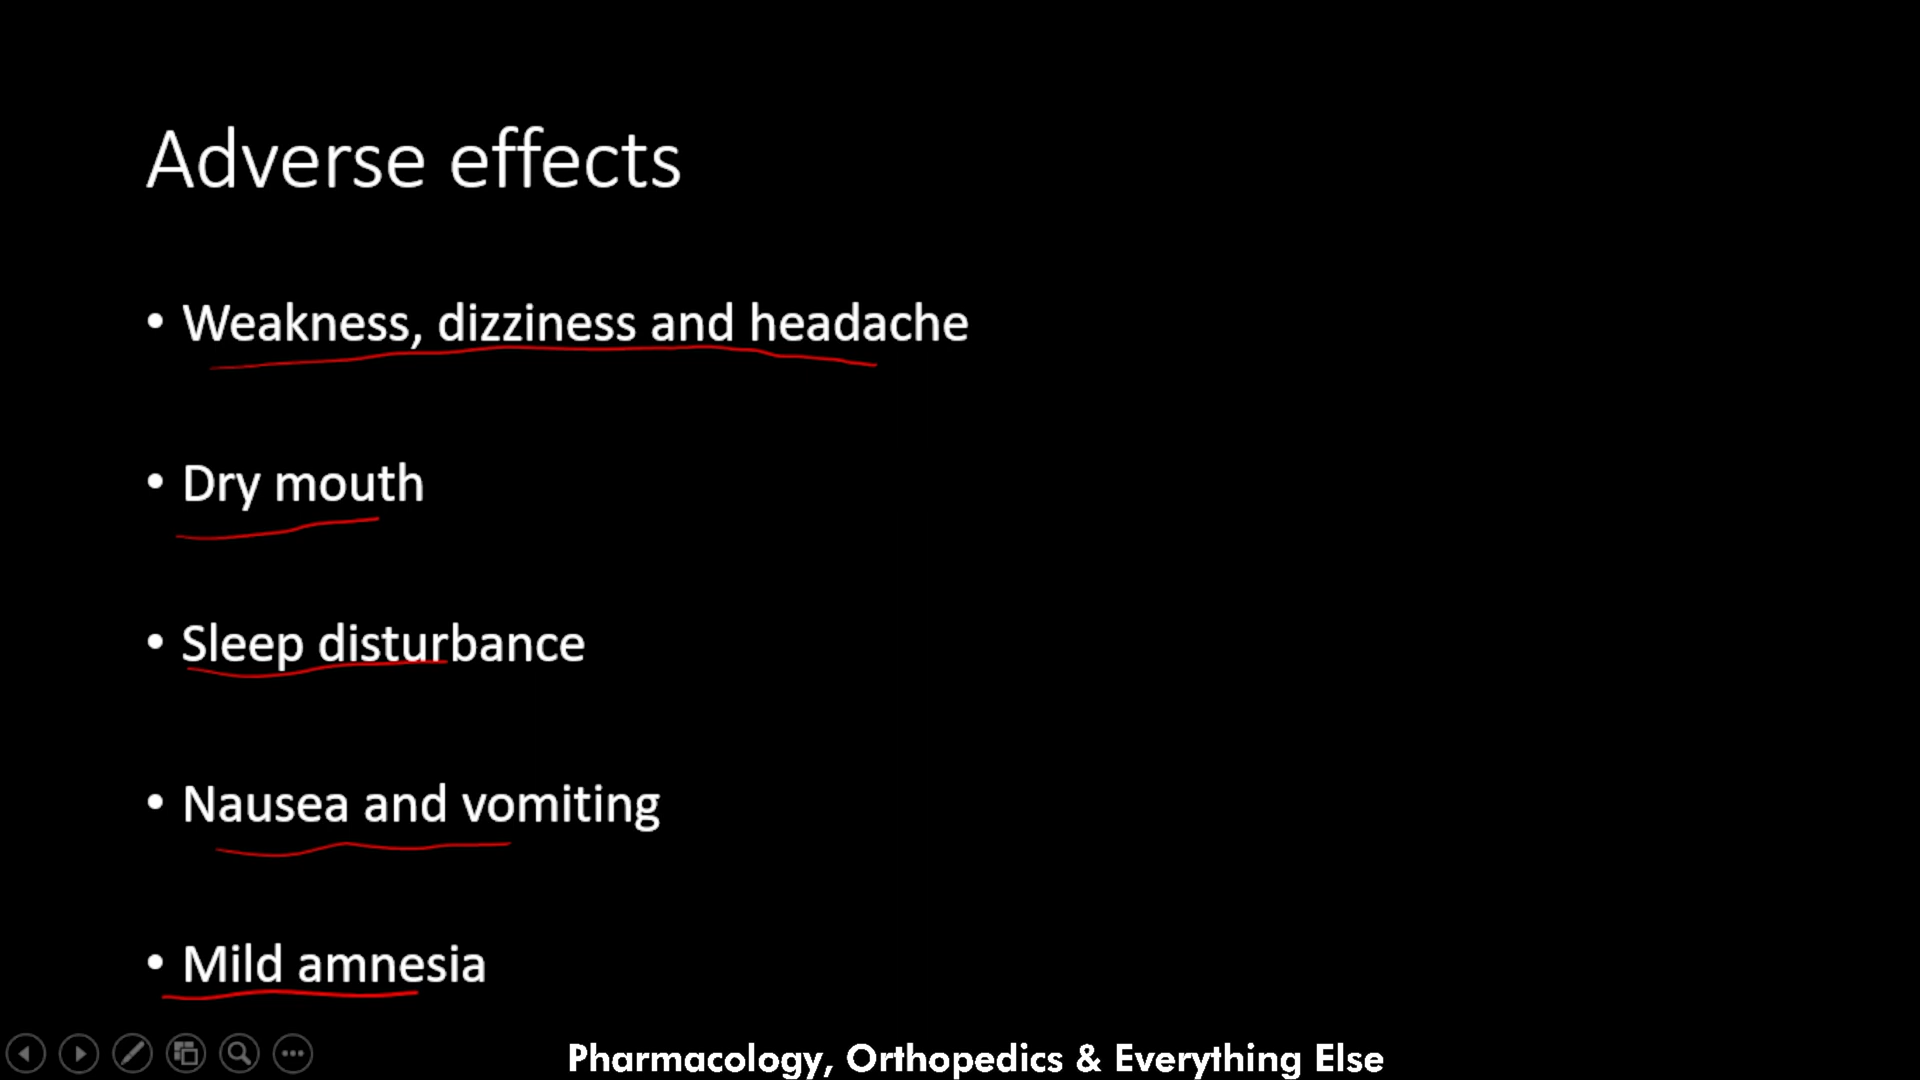 Adverse effects
• Weakness, dizziness and headache
• Dry mouth
• Sleep disturbance
• Nausea and vomiting
• Mild amnesia
Pharmacology, Orthopedics & Everything Else